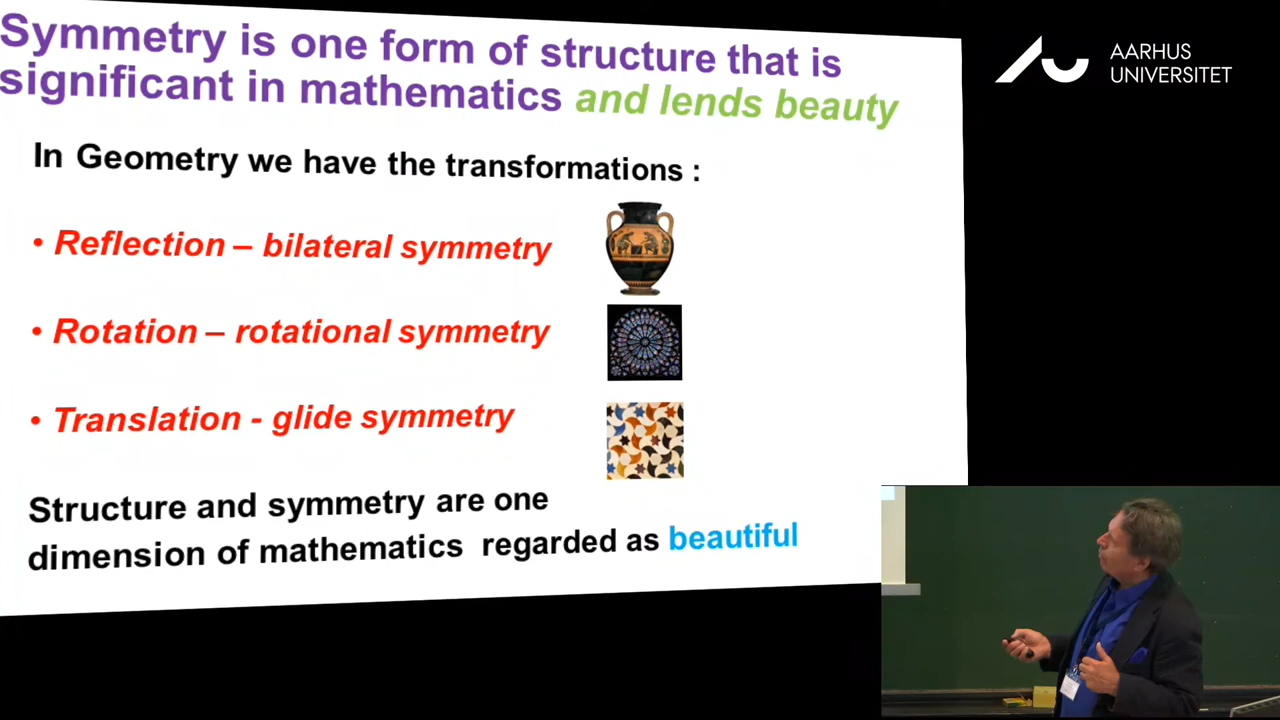 Symmetry is one form of structure that is
significant in mathematics and lends beauty
In Geometry we have the transformations :
• Reflection – bilateral symmetry
• Rotation – rotational symmetry
• Translation - glide symmetry
Structure and symmetry are one
dimension of mathematics regarded as beautiful
AARHUS
UNIVERSITET